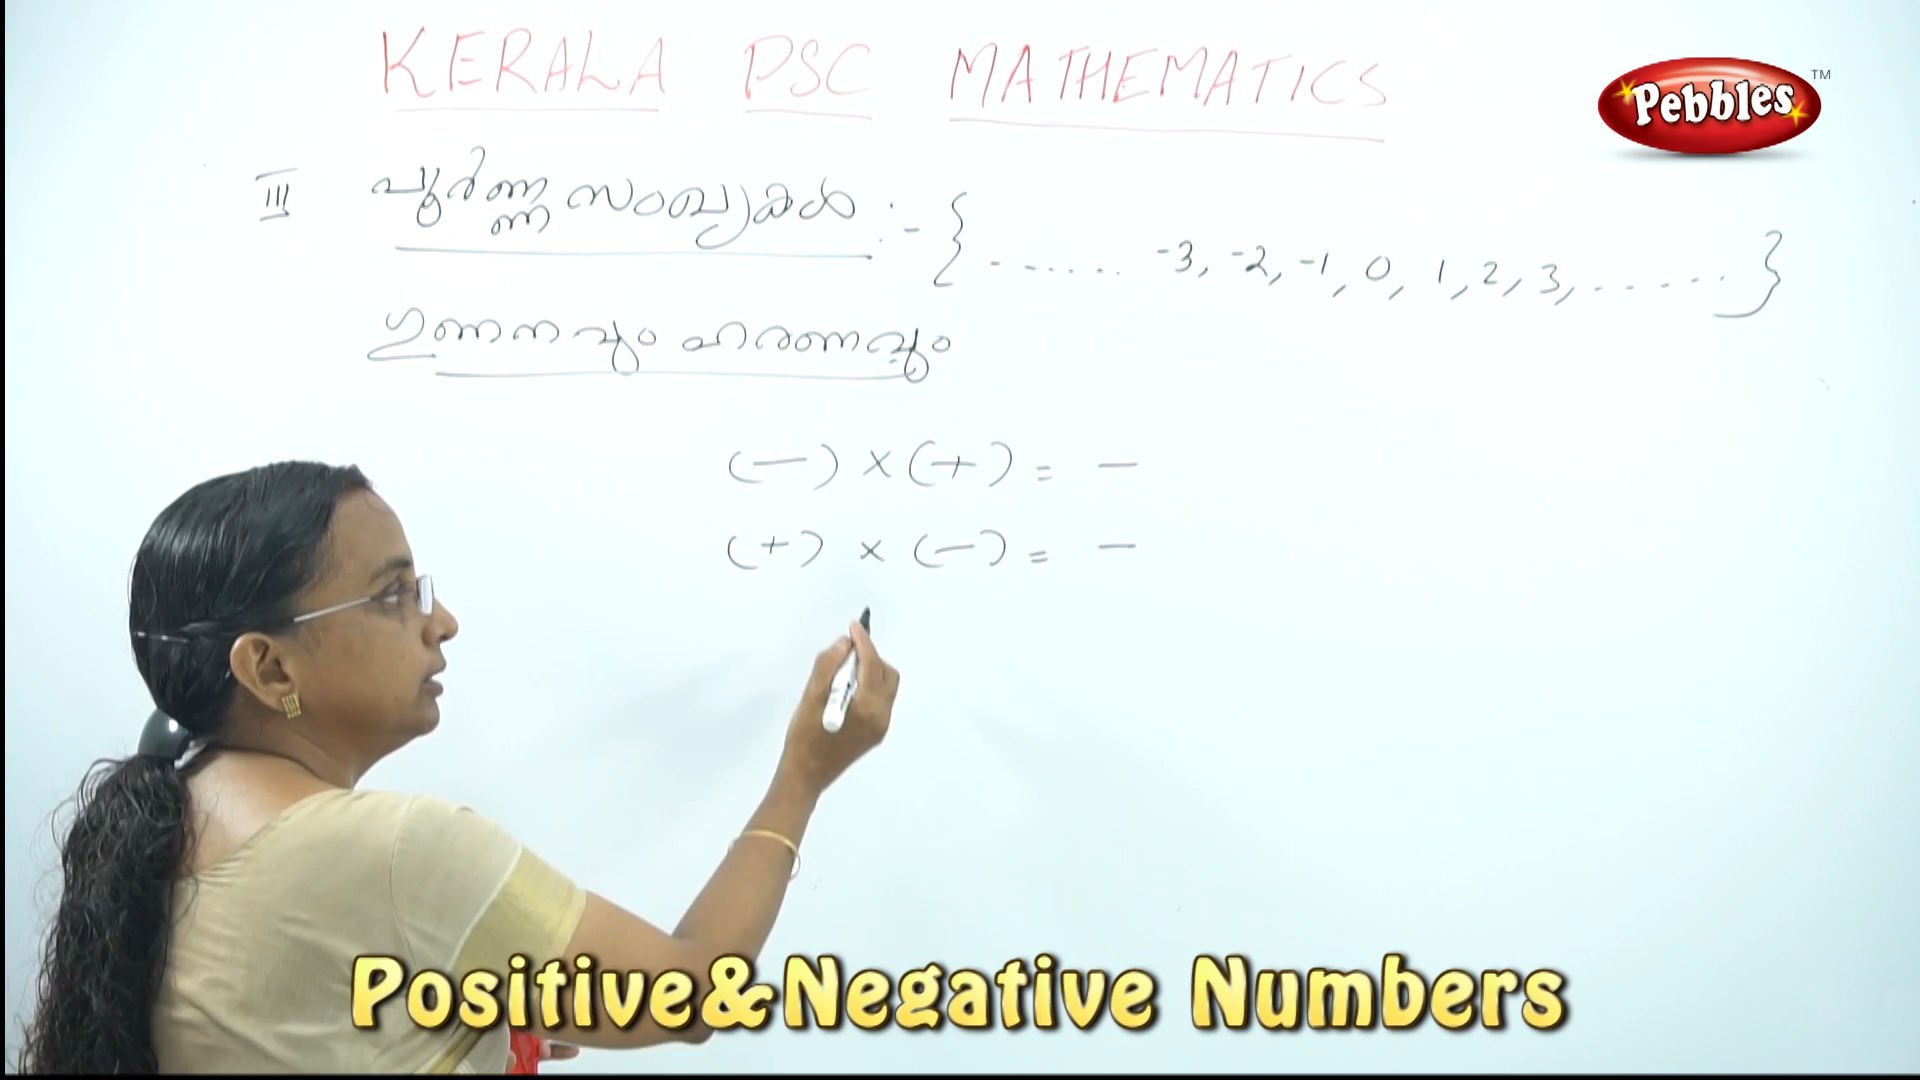 KERALA PSC MATHEMATICS
Pebbles TM
III പൂർണ്ണ സംഖ്യകൾ :- { ....... -3, -2, -1, 0, 1, 2, 3, ...... }
ഗുണനവും ഹരണവും
(—) × (+) = —
(+) × (—) = —
Positive&Negative Numbers